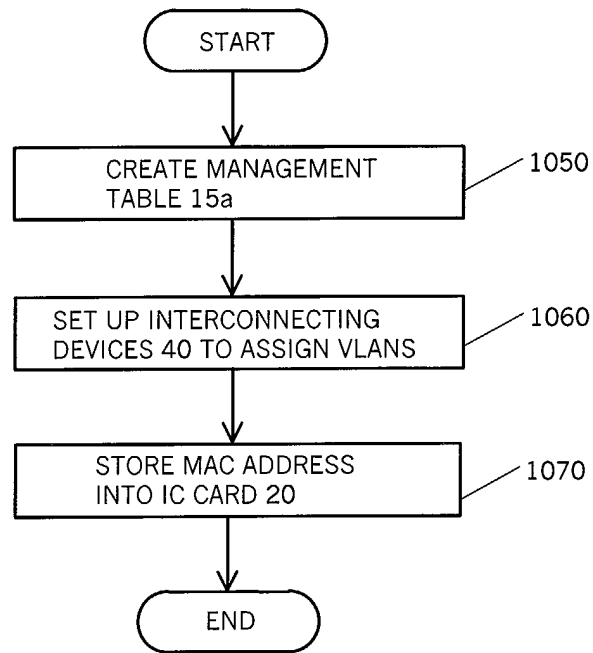 START
CREATE MANAGEMENT
TABLE 15a
1050
SET UP INTERCONNECTING
DEVICES 40 TO ASSIGN VLANS
1060
STORE MAC ADDRESS
INTO IC CARD 20
1070
END